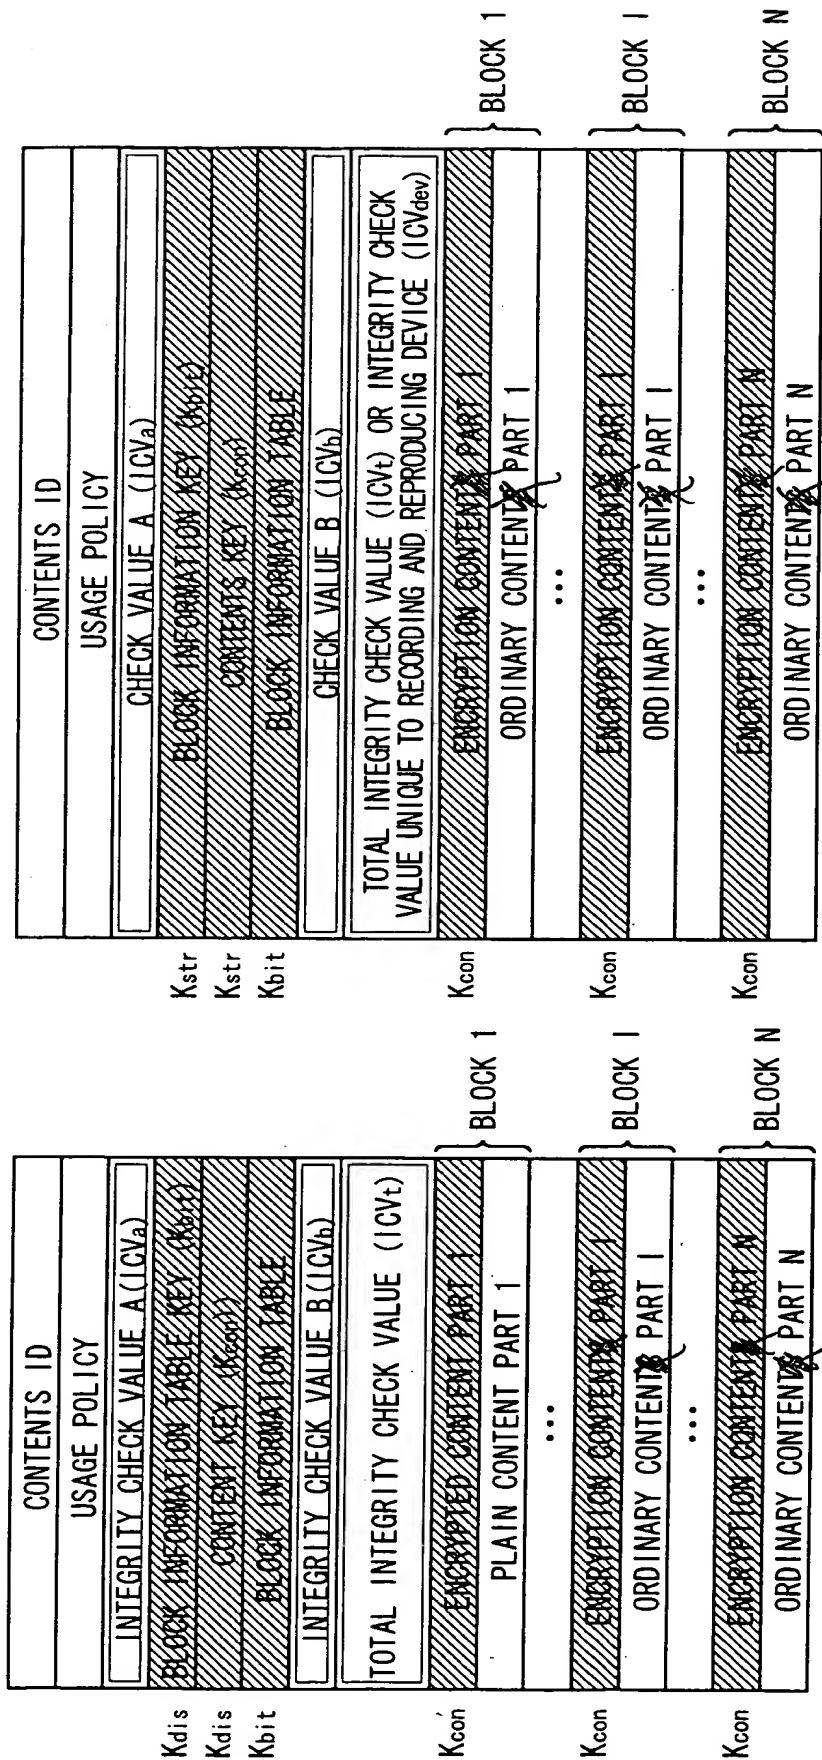 CONTENTS ID
USAGE POLICY
INTEGRITY CHECK VALUE A (ICVa)
Kdis BLOCK INFORMATION TABLE KEY (Kbit)
Kdis CONTENT KEY (Kcon)
Kbit BLOCK INFORMATION TABLE
INTEGRITY CHECK VALUE B (ICVb)
TOTAL INTEGRITY CHECK VALUE (ICVt)
Kcon ENCRYPTED CONTENT PART 1
PLAIN CONTENT PART 1
BLOCK 1
...
Kcon ENCRYPTION CONTENTS PART I
ORDINARY CONTENTS PART I
BLOCK I
...
Kcon ENCRYPTION CONTENTS PART N
ORDINARY CONTENTS PART N
BLOCK N
CONTENTS ID
USAGE POLICY
CHECK VALUE A (ICVa)
Kstr BLOCK INFORMATION KEY (Kbit)
Kstr CONTENTS KEY (Kcon)
Kbit BLOCK INFORMATION TABLE
CHECK VALUE B (ICVb)
TOTAL INTEGRITY CHECK VALUE (ICVt) OR INTEGRITY CHECK
VALUE UNIQUE TO RECORDING AND REPRODUCING DEVICE (ICVdev)
Kcon ENCRYPTION CONTENTS PART 1
ORDINARY CONTENTS PART 1
BLOCK 1
...
Kcon ENCRYPTION CONTENTS PART I
ORDINARY CONTENTS PART I
BLOCK I
...
Kcon ENCRYPTION CONTENTS PART N
ORDINARY CONTENTS PART N
BLOCK N